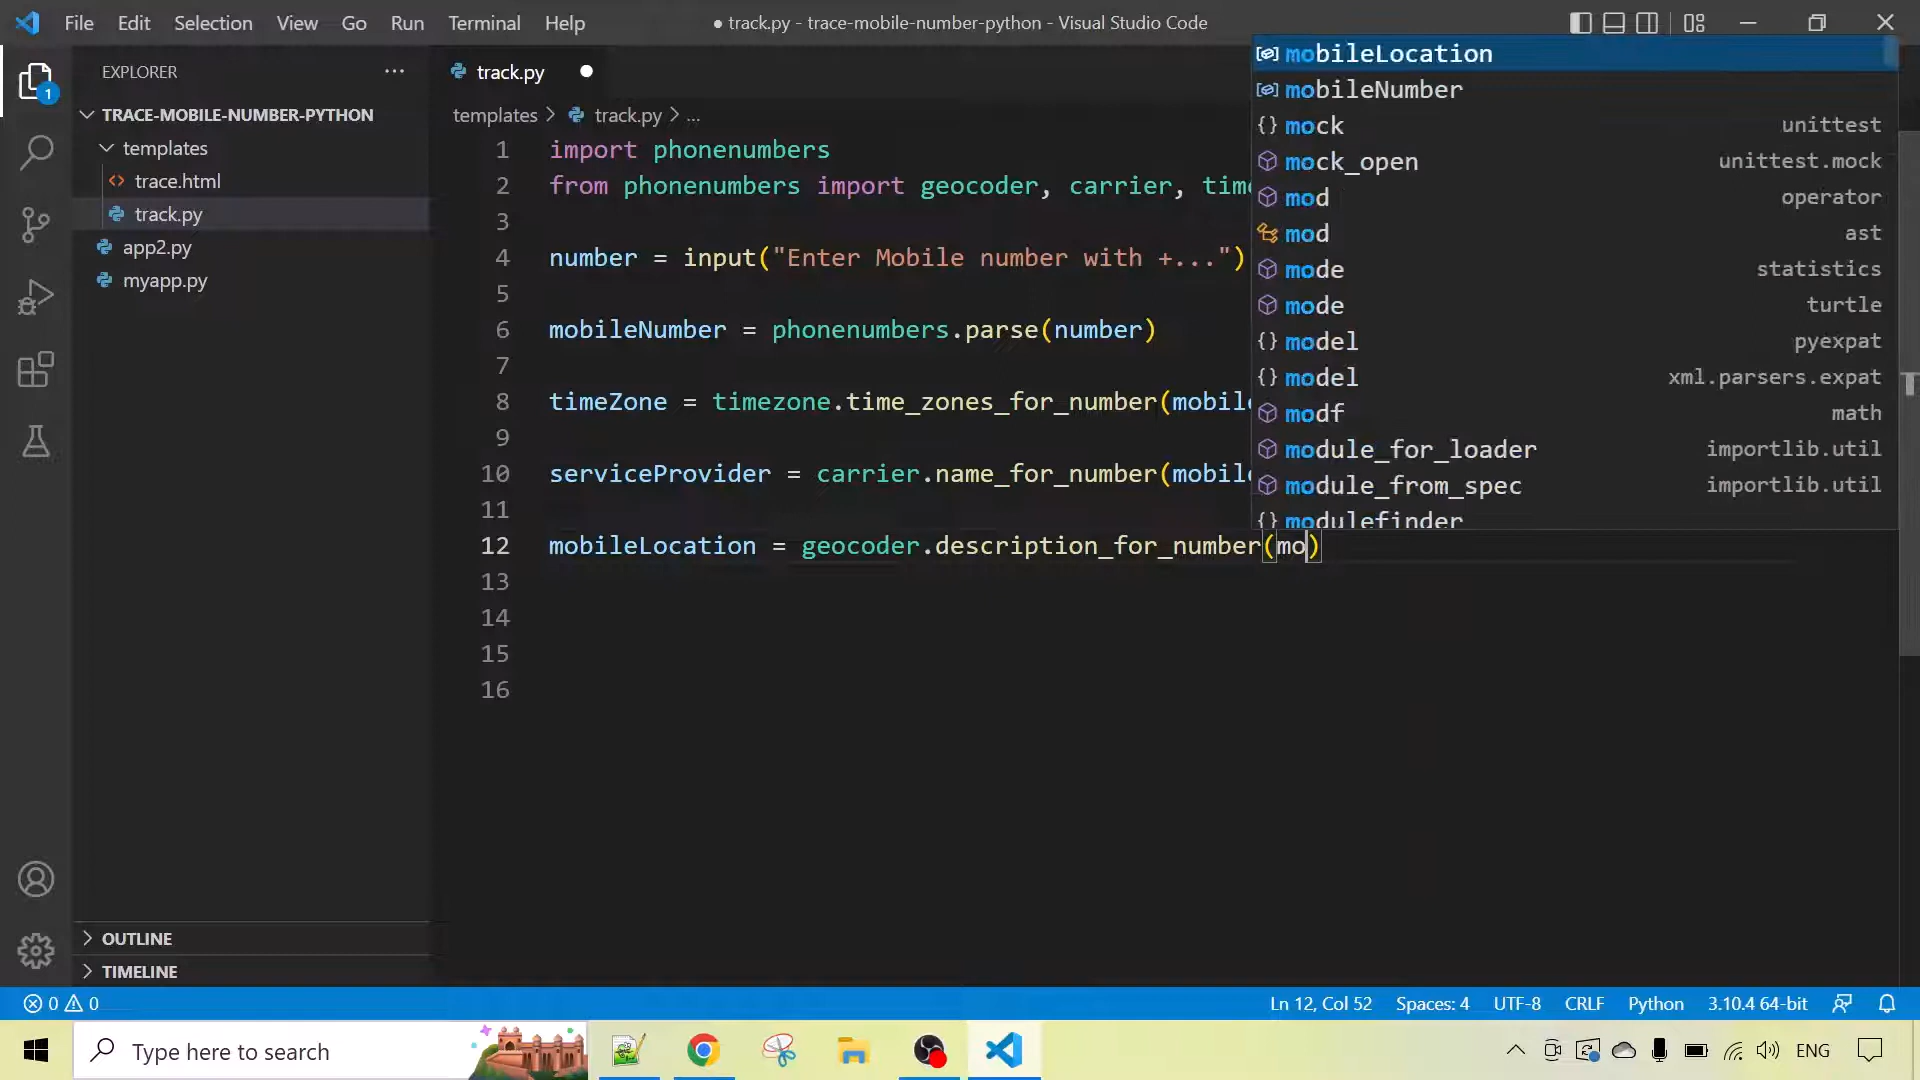 File Edit Selection View Go Run Terminal Help
● track.py - trace-mobile-number-python - Visual Studio Code
EXPLORER ···
TRACE-MOBILE-NUMBER-PYTHON
templates
trace.html
track.py
app2.py
myapp.py
OUTLINE
TIMELINE
1
track.py ●
templates > track.py > ...
1 import phonenumbers
2 from phonenumbers import geocoder, carrier, time
3
4 number = input("Enter Mobile number with +...")
5
6 mobileNumber = phonenumbers.parse(number)
7
8 timeZone = timezone.time_zones_for_number(mobile
9
10 serviceProvider = carrier.name_for_number(mobile
11
12 mobileLocation = geocoder.description_for_number(mo)
13
14
15
16
mobileLocation
mobileNumber
mock unittest
mock_open unittest.mock
mod operator
mod ast
mode statistics
mode turtle
model pyexpat
model xml.parsers.expat
modf math
module_for_loader importlib.util
module_from_spec importlib.util
modulefinder
0 0
Ln 12, Col 52 Spaces: 4 UTF-8 CRLF Python 3.10.4 64-bit
Type here to search
ENG